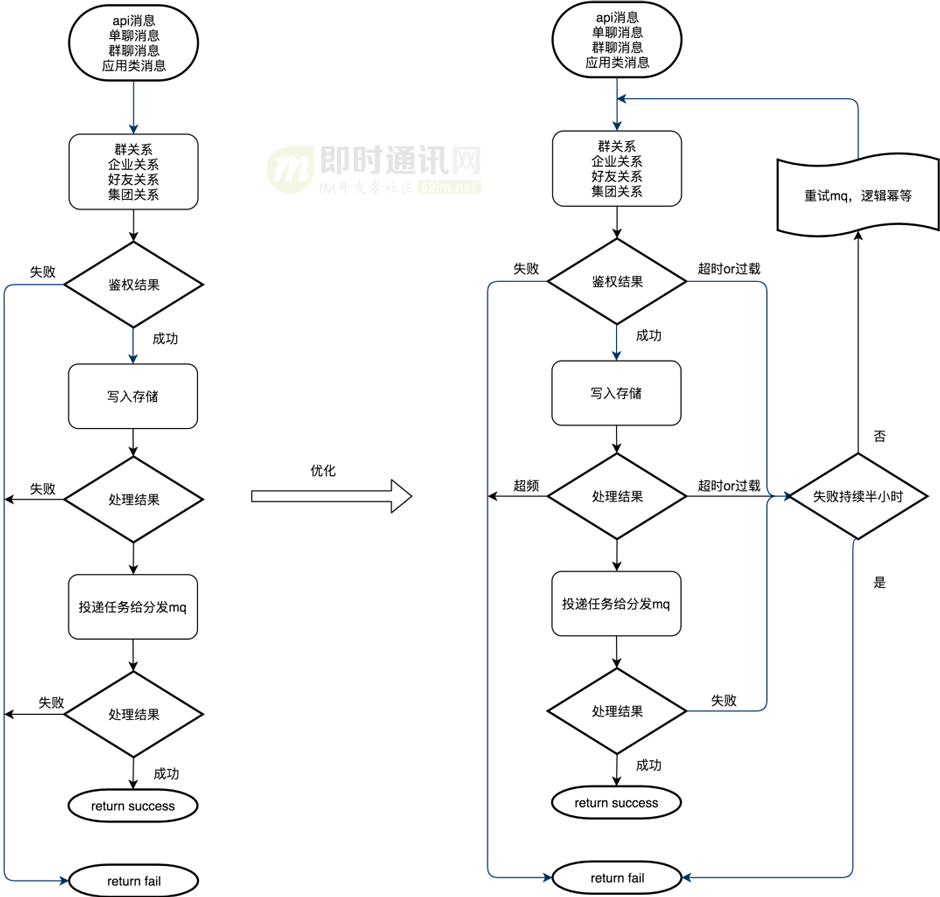 api消息
单聊消息
群聊消息
应用类消息
群关系
企业关系
好友关系
集团关系
失败
鉴权结果
成功
写入存储
失败
处理结果
投递任务给分发mq
失败
处理结果
成功
return success
return fail
即时通讯网
IM开发者社区 52im.net
优化
api消息
单聊消息
群聊消息
应用类消息
群关系
企业关系
好友关系
集团关系
重试mq，逻辑幂等
失败
鉴权结果
超时or过载
成功
写入存储
否
超频
处理结果
超时or过载
失败持续半小时
是
投递任务给分发mq
处理结果
失败
成功
return success
return fail